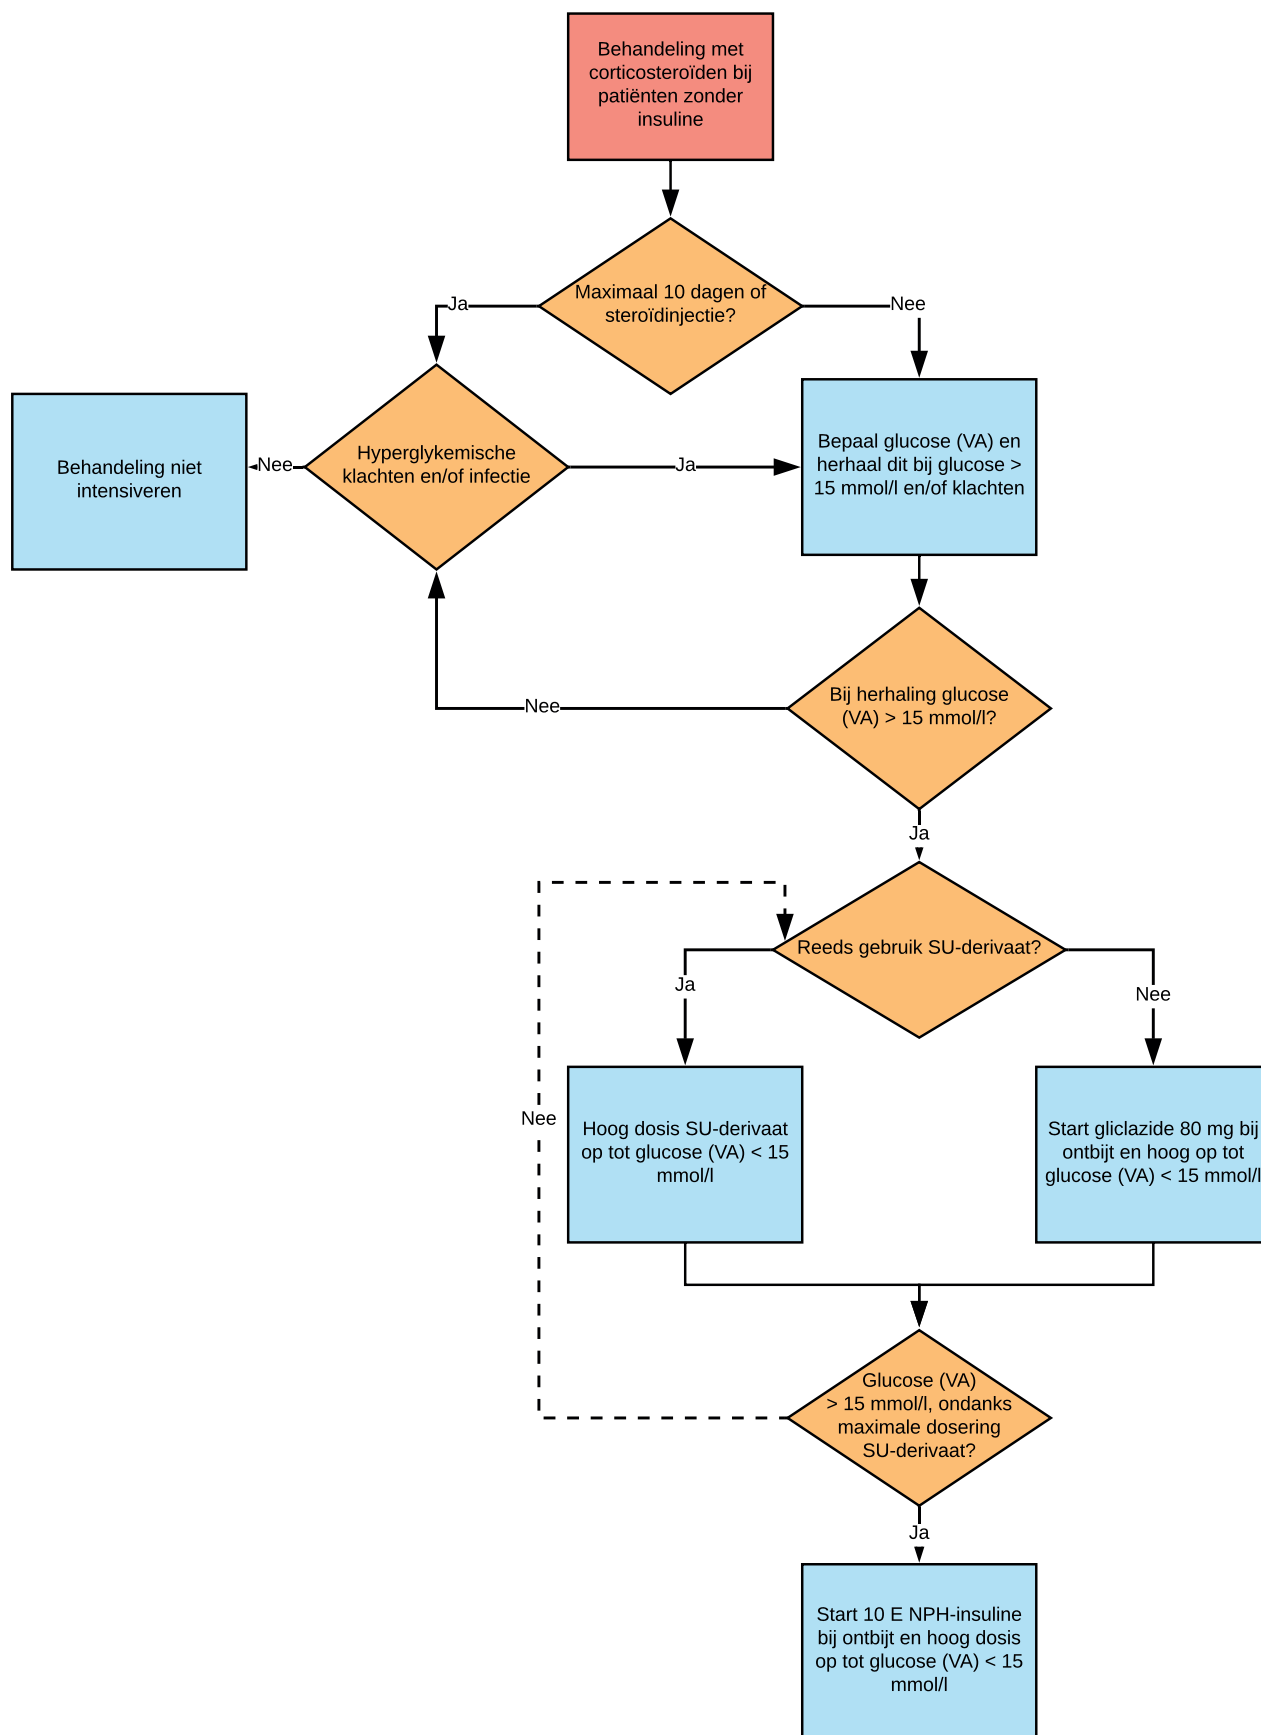 Behandeling met
corticosteroïden bij
patiënten zonder
insuline
Maximaal 10 dagen of
steroïdinjectie?
Ja
Nee
Hyperglykemische
klachten en/of infectie
Nee
Ja
Behandeling niet
intensiveren
Bepaal glucose (VA) en
herhaal dit bij glucose >
15 mmol/l en/of klachten
Bij herhaling glucose
(VA) > 15 mmol/l?
Nee
Ja
Reeds gebruik SU-derivaat?
Ja
Nee
Hoog dosis SU-derivaat
op tot glucose (VA) < 15
mmol/l
Start gliclazide 80 mg bij
ontbijt en hoog op tot
glucose (VA) < 15 mmol/l
Nee
Glucose (VA)
> 15 mmol/l, ondanks
maximale dosering
SU-derivaat?
Ja
Start 10 E NPH-insuline
bij ontbijt en hoog dosis
op tot glucose (VA) < 15
mmol/l